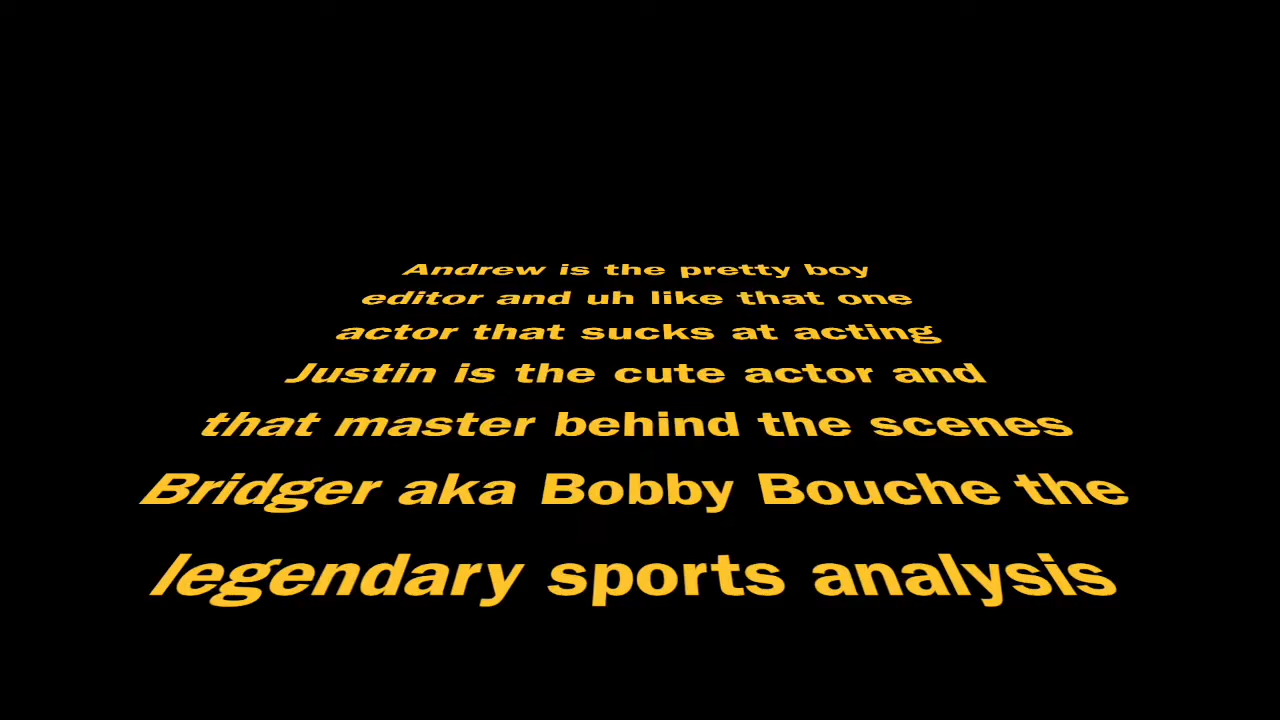 Andrew is the pretty boy
editor and uh like that one
actor that sucks at acting
Justin is the cute actor and
that master behind the scenes
Bridger aka Bobby Bouche the
legendary sports analysis